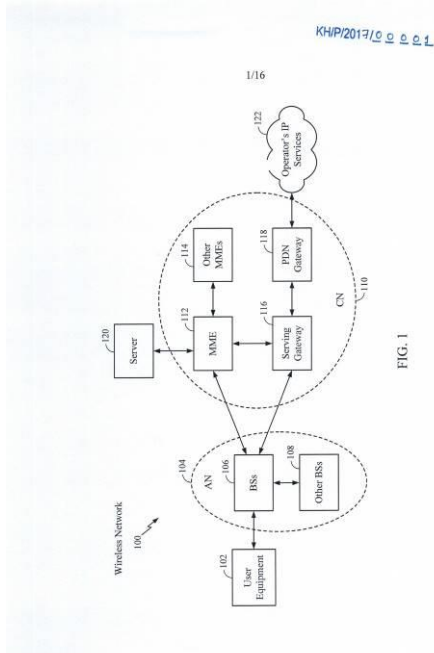 KH/P/2017/00001
1/16
Wireless Network
100
User
Equipment
102
104
AN
BSs
106
Other BSs
108
Server
120
MME
112
Other
MMEs
114
Serving
Gateway
116
PDN
Gateway
118
CN
110
Operator's IP
Services
122
FIG. 1